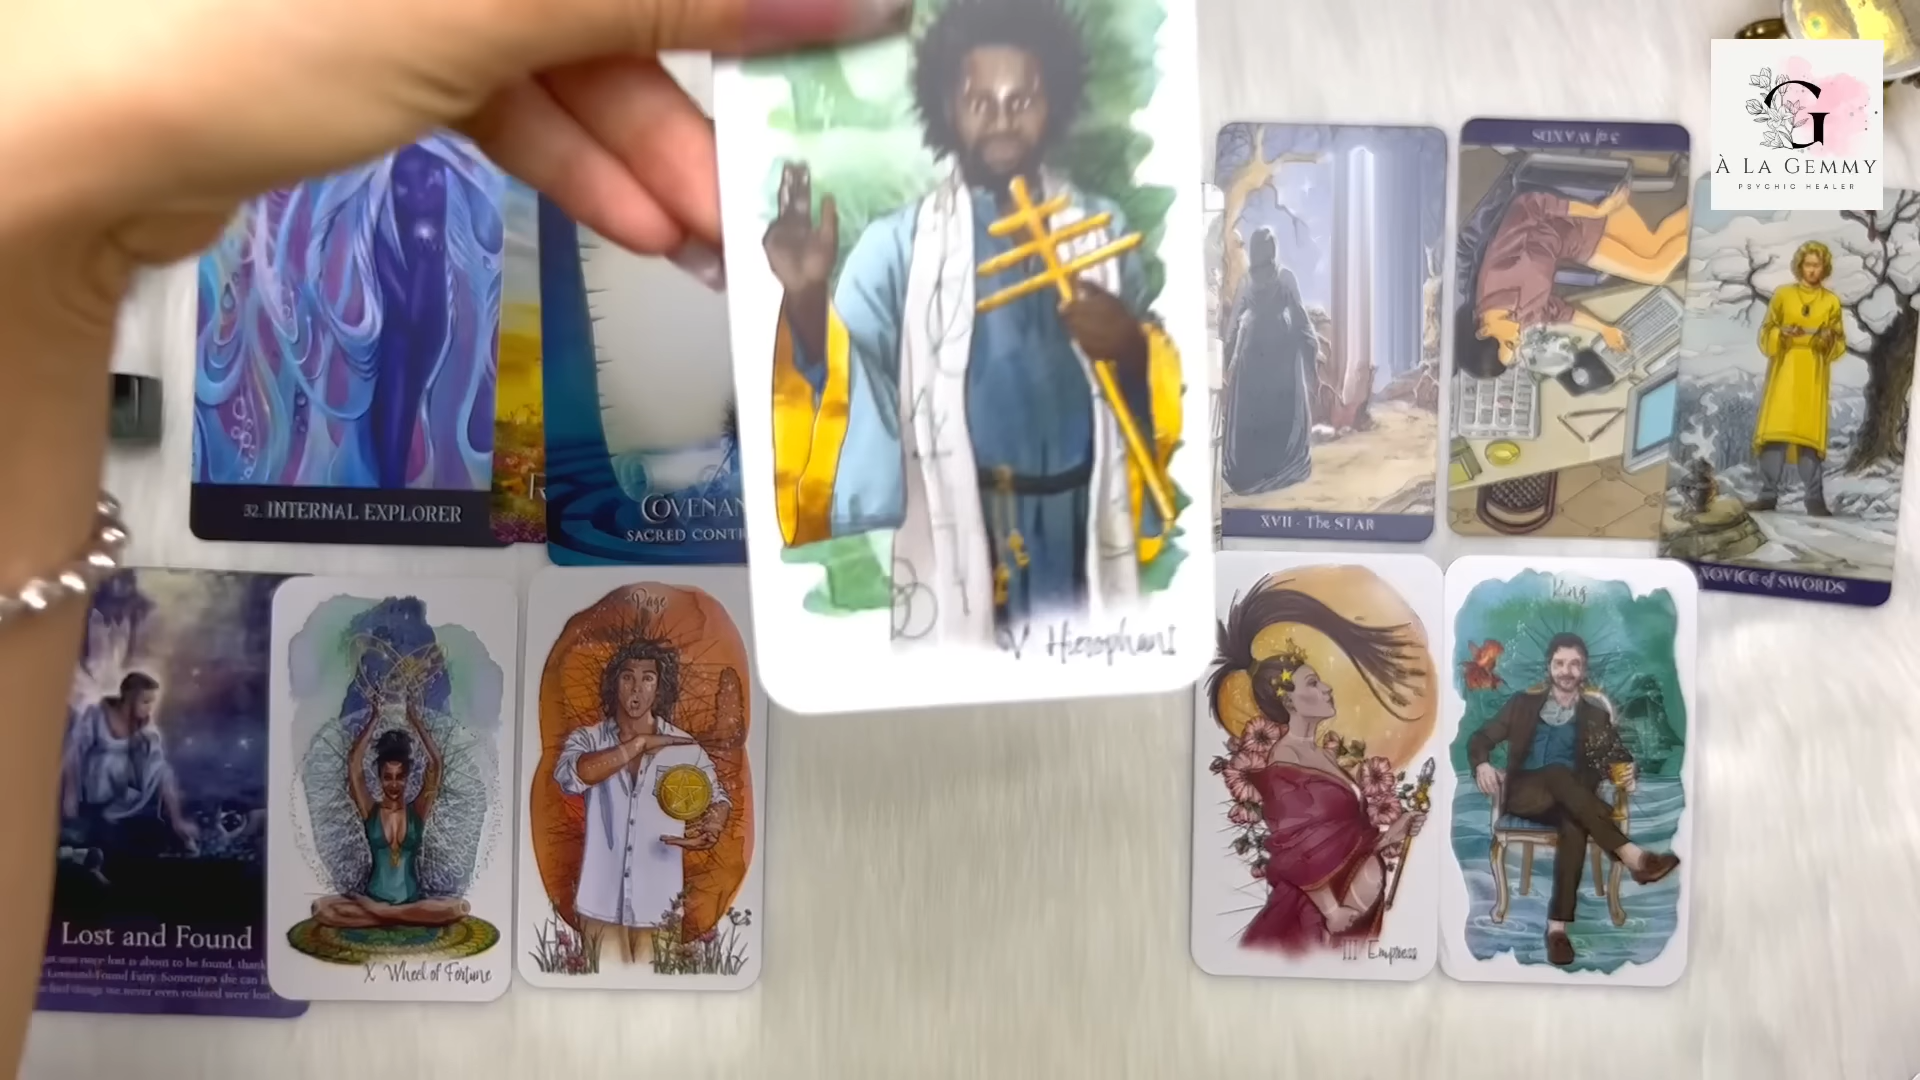 G
À LA GEMMY
PSYCHIC HEALER
3 of WANDS
32. INTERNAL EXPLORER
COVENAN
SACRED CONTR
V Hierophant
XVII · The STAR
NOVICE of SWORDS
Lost and Found
X Wheel of Fortune
Page
III Empress
King